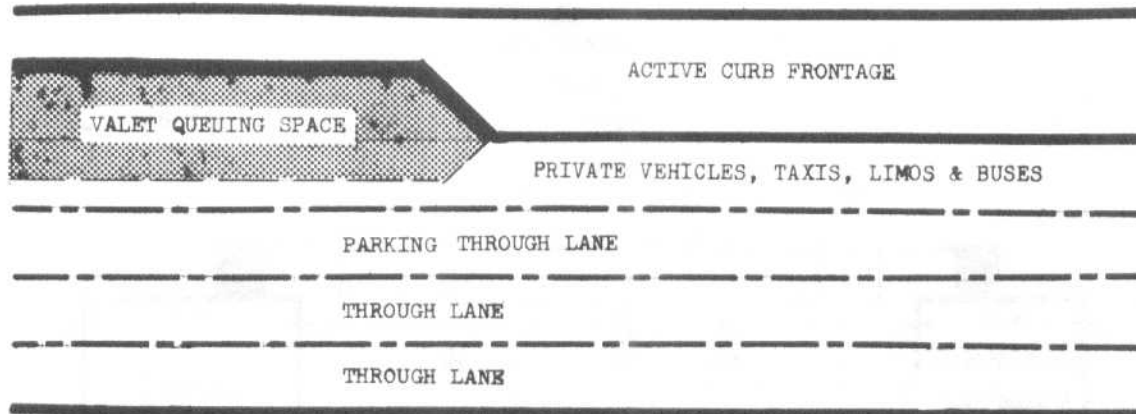 ACTIVE CURB FRONTAGE
VALET QUEUING SPACE
PRIVATE VEHICLES, TAXIS, LIMOS & BUSES
PARKING THROUGH LANE
THROUGH LANE
THROUGH LANE